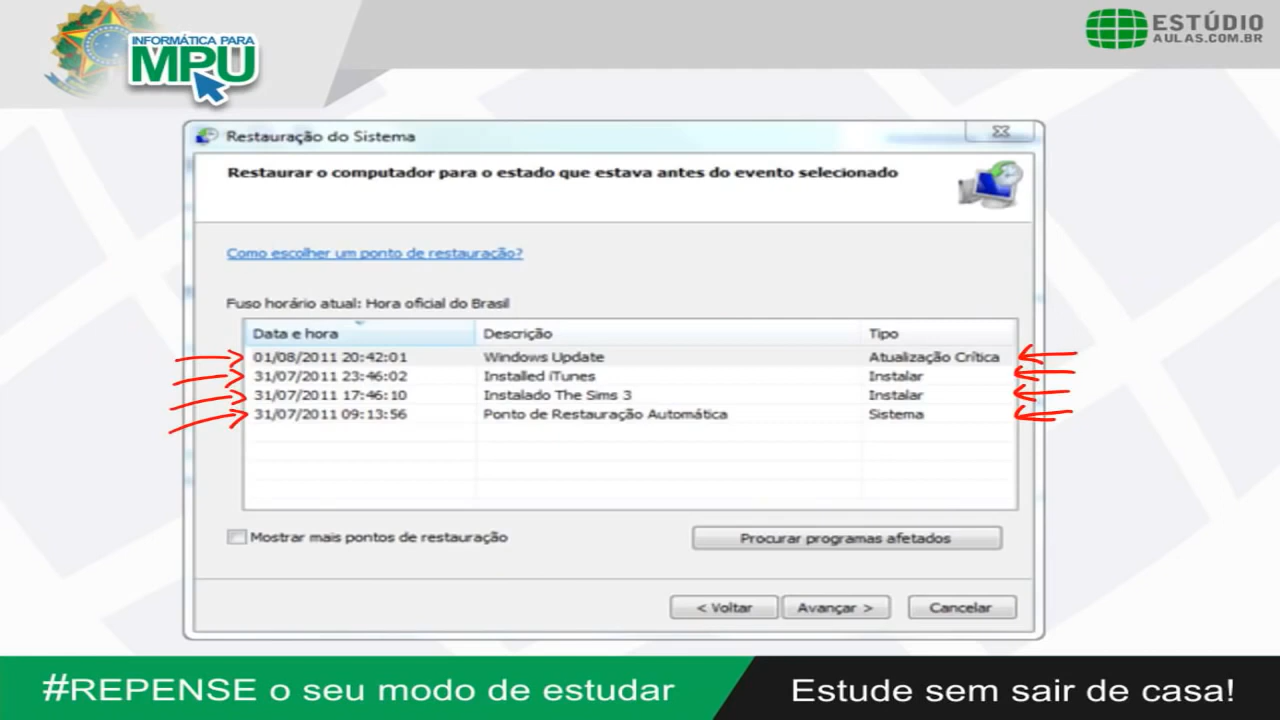 INFORMÁTICA PARA
MPU
ESTÚDIO
AULAS.COM.BR
Restauração do Sistema
Restaurar o computador para o estado que estava antes do evento selecionado
Como escolher um ponto de restauração?
Fuso horário atual: Hora oficial do Brasil
Data e hora Descrição Tipo
01/08/2011 20:42:01 Windows Update Atualização Crítica
31/07/2011 23:46:02 Installed iTunes Instalar
31/07/2011 17:46:10 Instalado The Sims 3 Instalar
31/07/2011 09:13:56 Ponto de Restauração Automática Sistema
Mostrar mais pontos de restauração Procurar programas afetados
< Voltar Avançar > Cancelar
#REPENSE o seu modo de estudar Estude sem sair de casa!